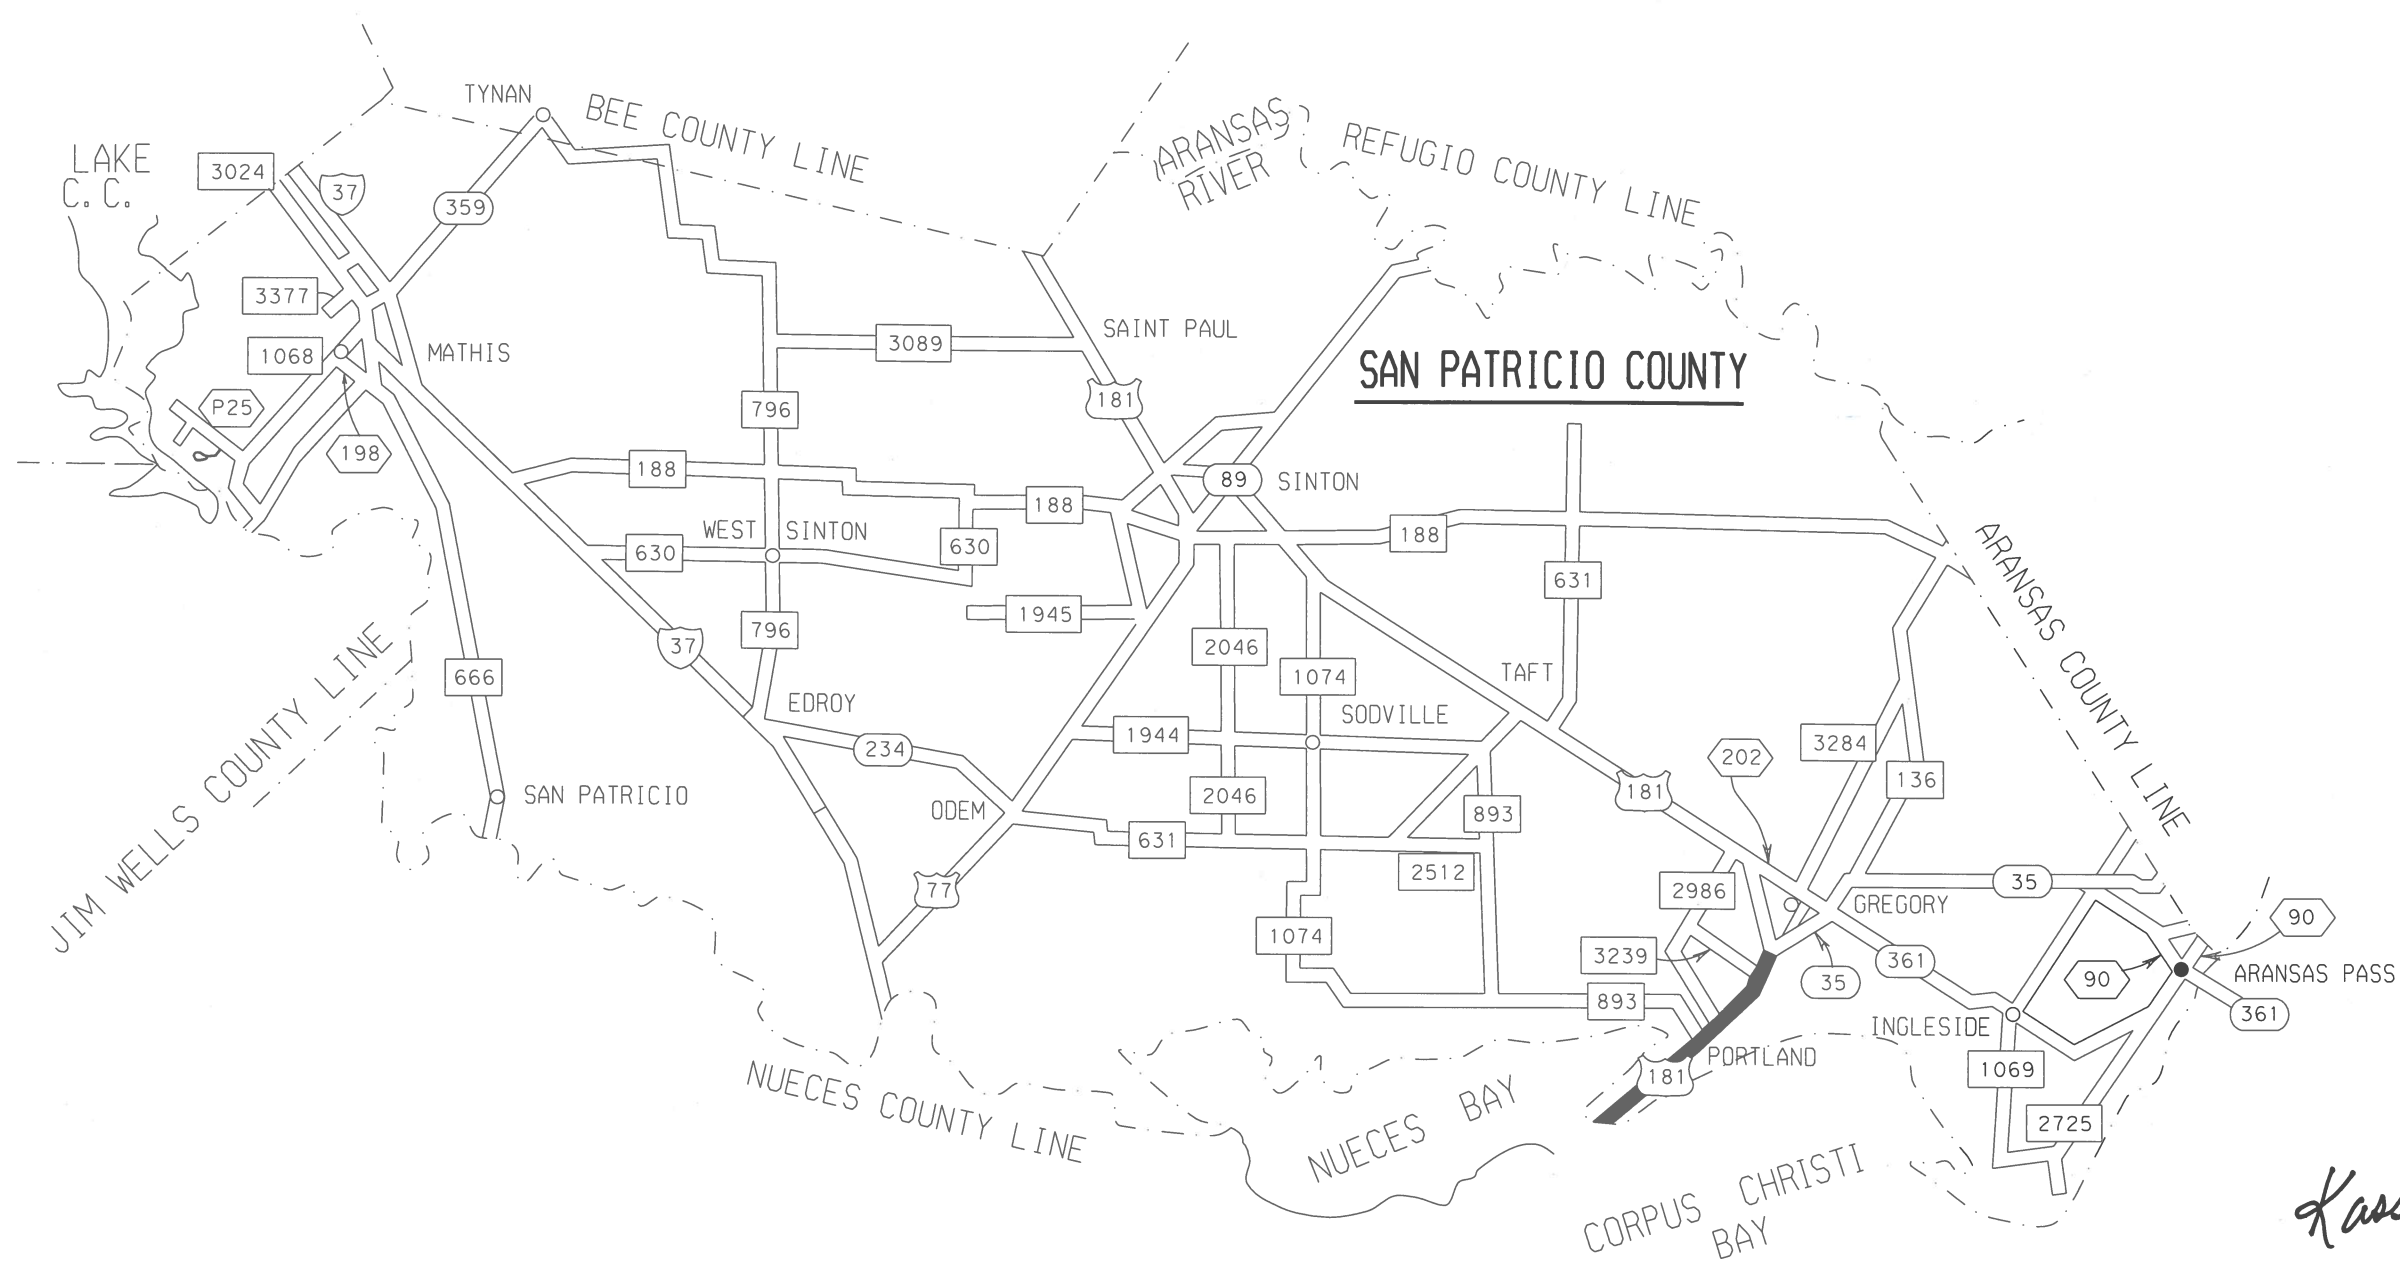 TYNAN
BEE COUNTY LINE
ARANSAS
RIVER
REFUGIO COUNTY LINE
LAKE
C. C.
3024
37
359
3377
1068
MATHIS
P25
198
3089
SAINT PAUL
181
SAN PATRICIO COUNTY
796
188
188
89
SINTON
WEST SINTON
630
630
188
631
1945
796
37
2046
1074
666
JIM WELLS COUNTY LINE
EDROY
234
TAFT
SODVILLE
1944
ARANSAS COUNTY LINE
3284
202
136
SAN PATRICIO
ODEM
2046
181
893
631
2512
77
2986
35
GREGORY
90
1074
3239
35
361
90
ARANSAS PASS
893
361
INGLESIDE
PORTLAND
181
1069
2725
NUECES COUNTY LINE
NUECES BAY
CORPUS CHRISTI
BAY